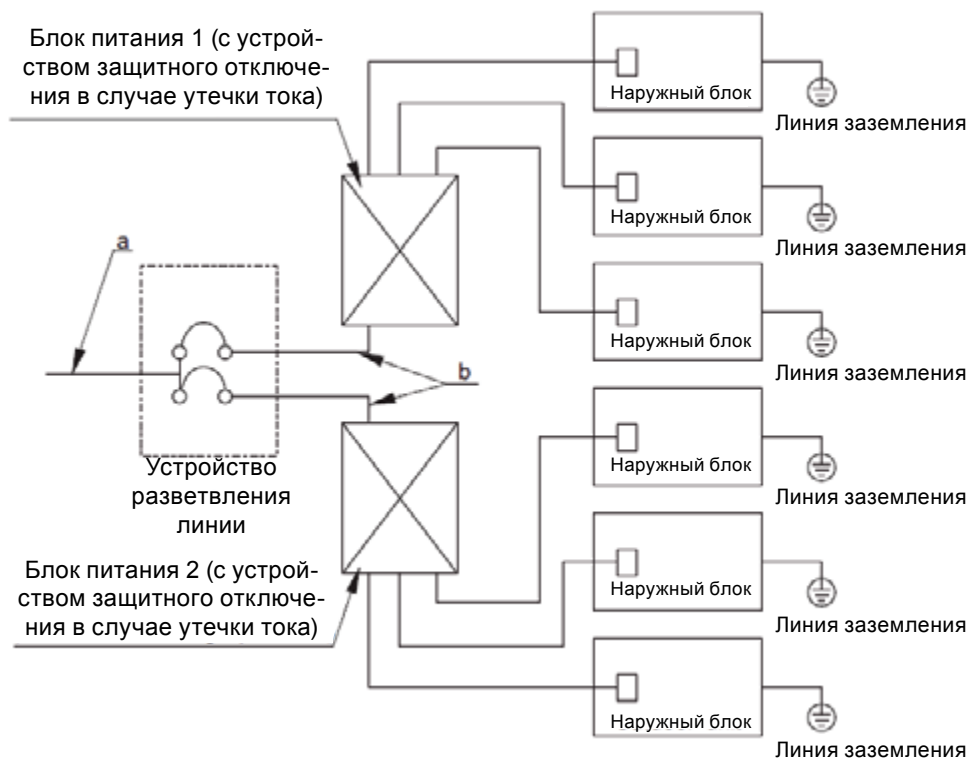 Блок питания 1 (с устрой-
ством защитного отключе-
ния в случае утечки тока)
Наружный блок
Линия заземления
Наружный блок
Линия заземления
a
Наружный блок
Линия заземления
b
Устройство
разветвления
линии
Наружный блок
Линия заземления
Блок питания 2 (с устрой-
ством защитного отключе-
ния в случае утечки тока)
Наружный блок
Линия заземления
Наружный блок
Линия заземления